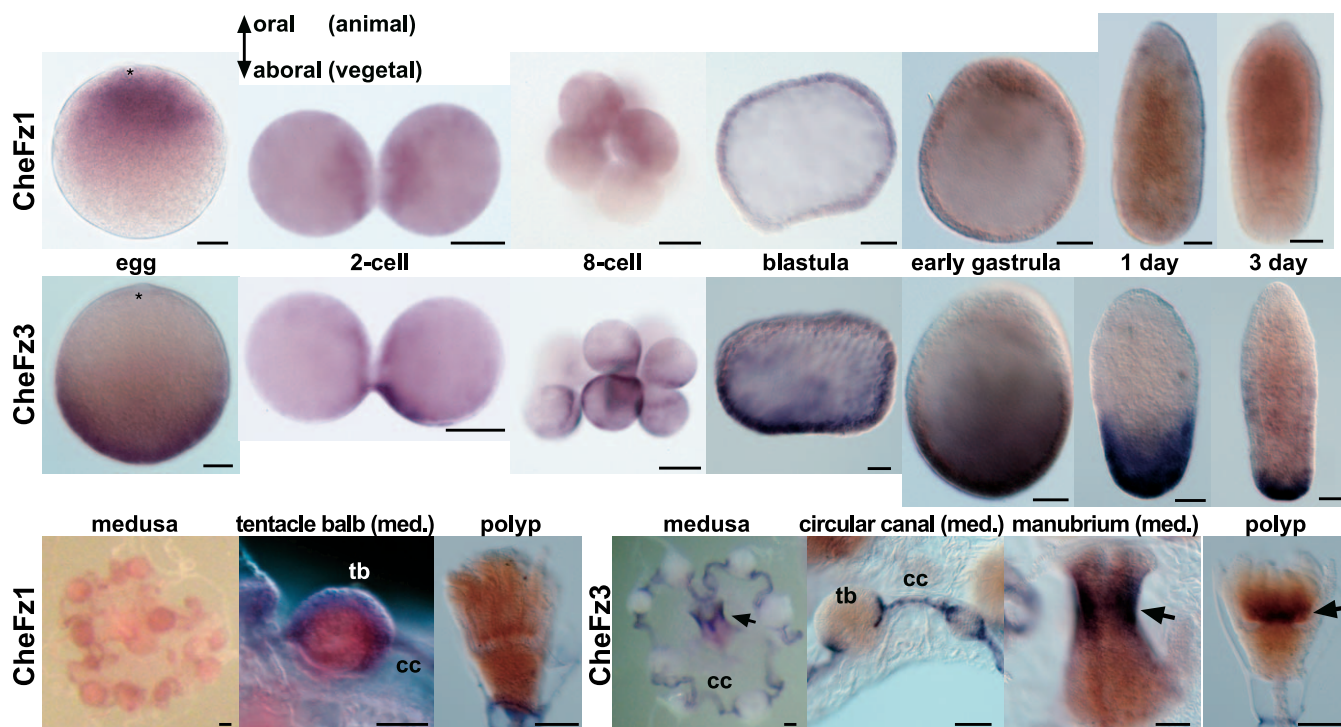 oral (animal)
aboral (vegetal)
*
CheFz1
egg 2-cell 8-cell blastula early gastrula 1 day 3 day
*
CheFz3
medusa tentacle balb (med.) polyp medusa circular canal (med.) manubrium (med.) polyp
CheFz1
tb
cc
CheFz3
cc
tb
cc